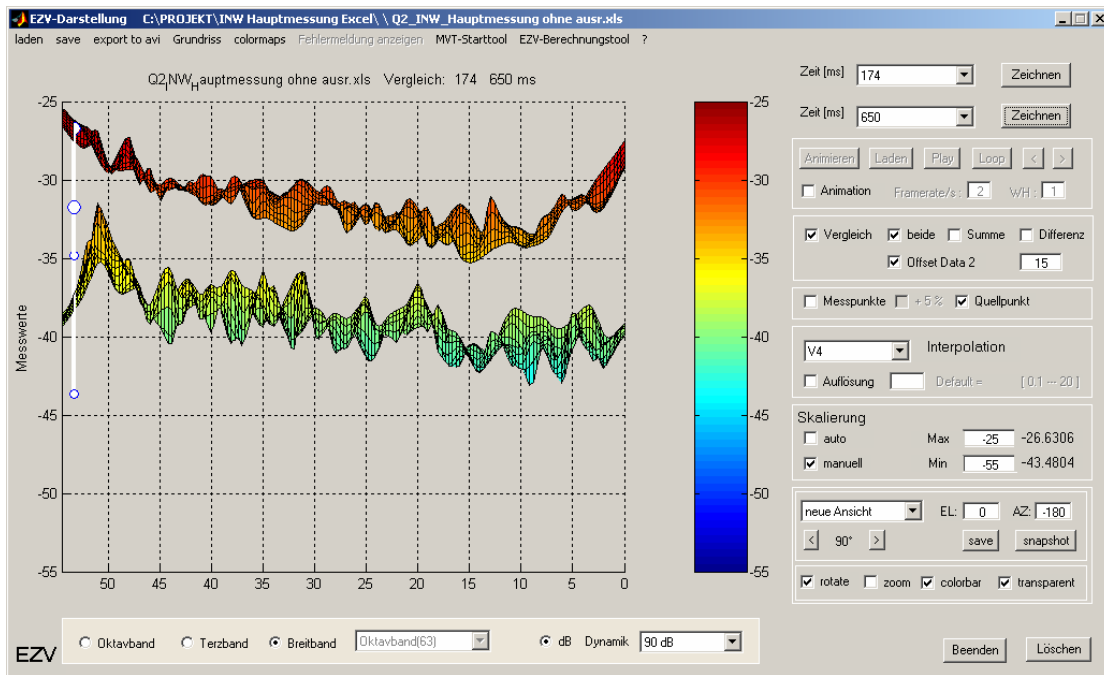 EZV-Darstellung C:\PROJEKT\INW Hauptmessung Excel\ \ Q2_INW_Hauptmessung ohne ausr.xls
laden save export to avi Grundriss colormaps Fehlermeldung anzeigen MVT-Starttool EZV-Berechnungstool ?
Q2INWHauptmessung ohne ausr.xls Vergleich: 174 650 ms
Messwerte
-25
-30
-35
-40
-45
-50
-55
50 45 40 35 30 25 20 15 10 5 0
-25
-30
-35
-40
-45
-50
-55
Zeit [ms] 174 Zeichnen
Zeit [ms] 650 Zeichnen
Animieren Laden Play Loop < >
Animation Framerate/s : 2 WH : 1
Vergleich beide Summe Differenz
Offset Data 2 15
Messpunkte + 5 % Quellpunkt
V4 Interpolation
Auflösung Default = [ 0.1 --- 20 ]
Skalierung
auto Max -25 -26.6306
manuell Min -55 -43.4804
neue Ansicht EL: 0 AZ: -180
< 90° > save snapshot
rotate zoom colorbar transparent
EZV Oktavband Terzband Breitband Oktavband(63) dB Dynamik 90 dB
Beenden Löschen